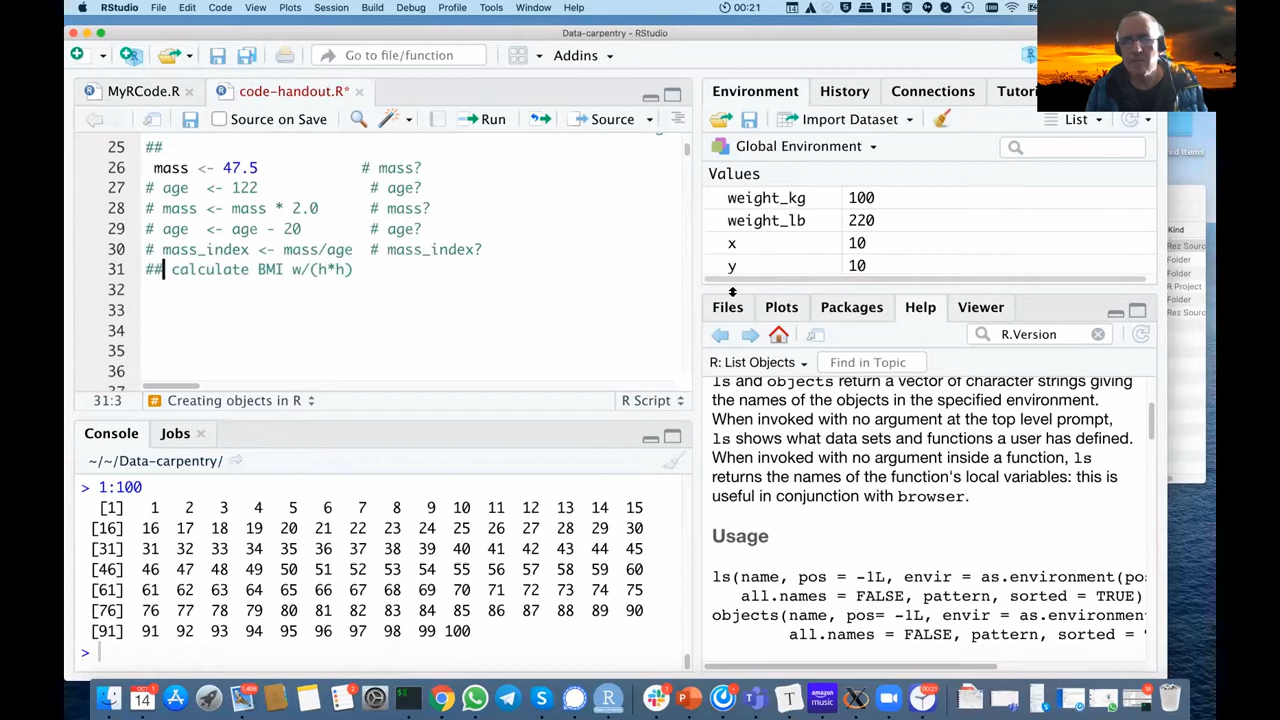 RStudio File Edit Code View Plots Session Build Debug Profile Tools Window Help 00:21
Data-carpentry - RStudio
Go to file/function Addins
MyRCode.R code-handout.R*
Source on Save Run Source
25 ##
26 mass <- 47.5 # mass?
27 # age <- 122 # age?
28 # mass <- mass * 2.0 # mass?
29 # age <- age - 20 # age?
30 # mass_index <- mass/age # mass_index?
31 ## calculate BMI w/(h*h)
32
33
34
35
36
37
31:3 # Creating objects in R R Script
Console Jobs
~/~/Data-carpentry/
> 1:100
[1] 1 2 3 4 5 6 7 8 9 10 11 12 13 14 15
[16] 16 17 18 19 20 21 22 23 24 25 26 27 28 29 30
[31] 31 32 33 34 35 36 37 38 39 40 41 42 43 44 45
[46] 46 47 48 49 50 51 52 53 54 55 56 57 58 59 60
[61] 61 62 63 64 65 66 67 68 69 70 71 72 73 74 75
[76] 76 77 78 79 80 81 82 83 84 85 86 87 88 89 90
[91] 91 92 93 94 95 96 97 98 99 100
>
Environment History Connections Tutori
Import Dataset List
Global Environment
Values
weight_kg 100
weight_lb 220
x 10
y 10
Files Plots Packages Help Viewer
R.Version
R: List Objects Find in Topic
ls and objects return a vector of character strings giving
the names of the objects in the specified environment.
When invoked with no argument at the top level prompt,
ls shows what data sets and functions a user has defined.
When invoked with no argument inside a function, ls
returns the names of the function's local variables: this is
useful in conjunction with browser.
Usage
ls(name, pos = -1L, envir = as.environment(pos
all.names = FALSE, pattern, sorted = TRUE)
objects(name, pos= -1L, envir = as.environment
all.names = FALSE, pattern, sorted =
Kind
Rez Sourc
Folder
R Project
Folder
Rez Sourc
amazon
music